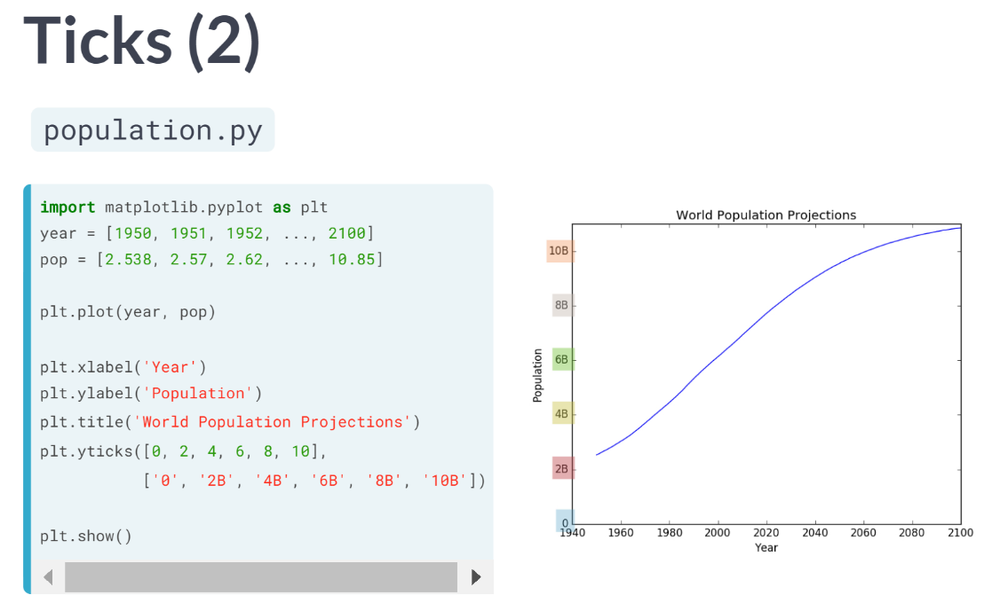 Ticks (2)
population.py
import matplotlib.pyplot as plt
year = [1950, 1951, 1952, ..., 2100]
pop = [2.538, 2.57, 2.62, ..., 10.85]
plt.plot(year, pop)
plt.xlabel('Year')
plt.ylabel('Population')
plt.title('World Population Projections')
plt.yticks([0, 2, 4, 6, 8, 10],
['0', '2B', '4B', '6B', '8B', '10B'])
plt.show()
World Population Projections
10B
8B
6B
4B
2B
0
Population
1940 1960 1980 2000 2020 2040 2060 2080 2100
Year